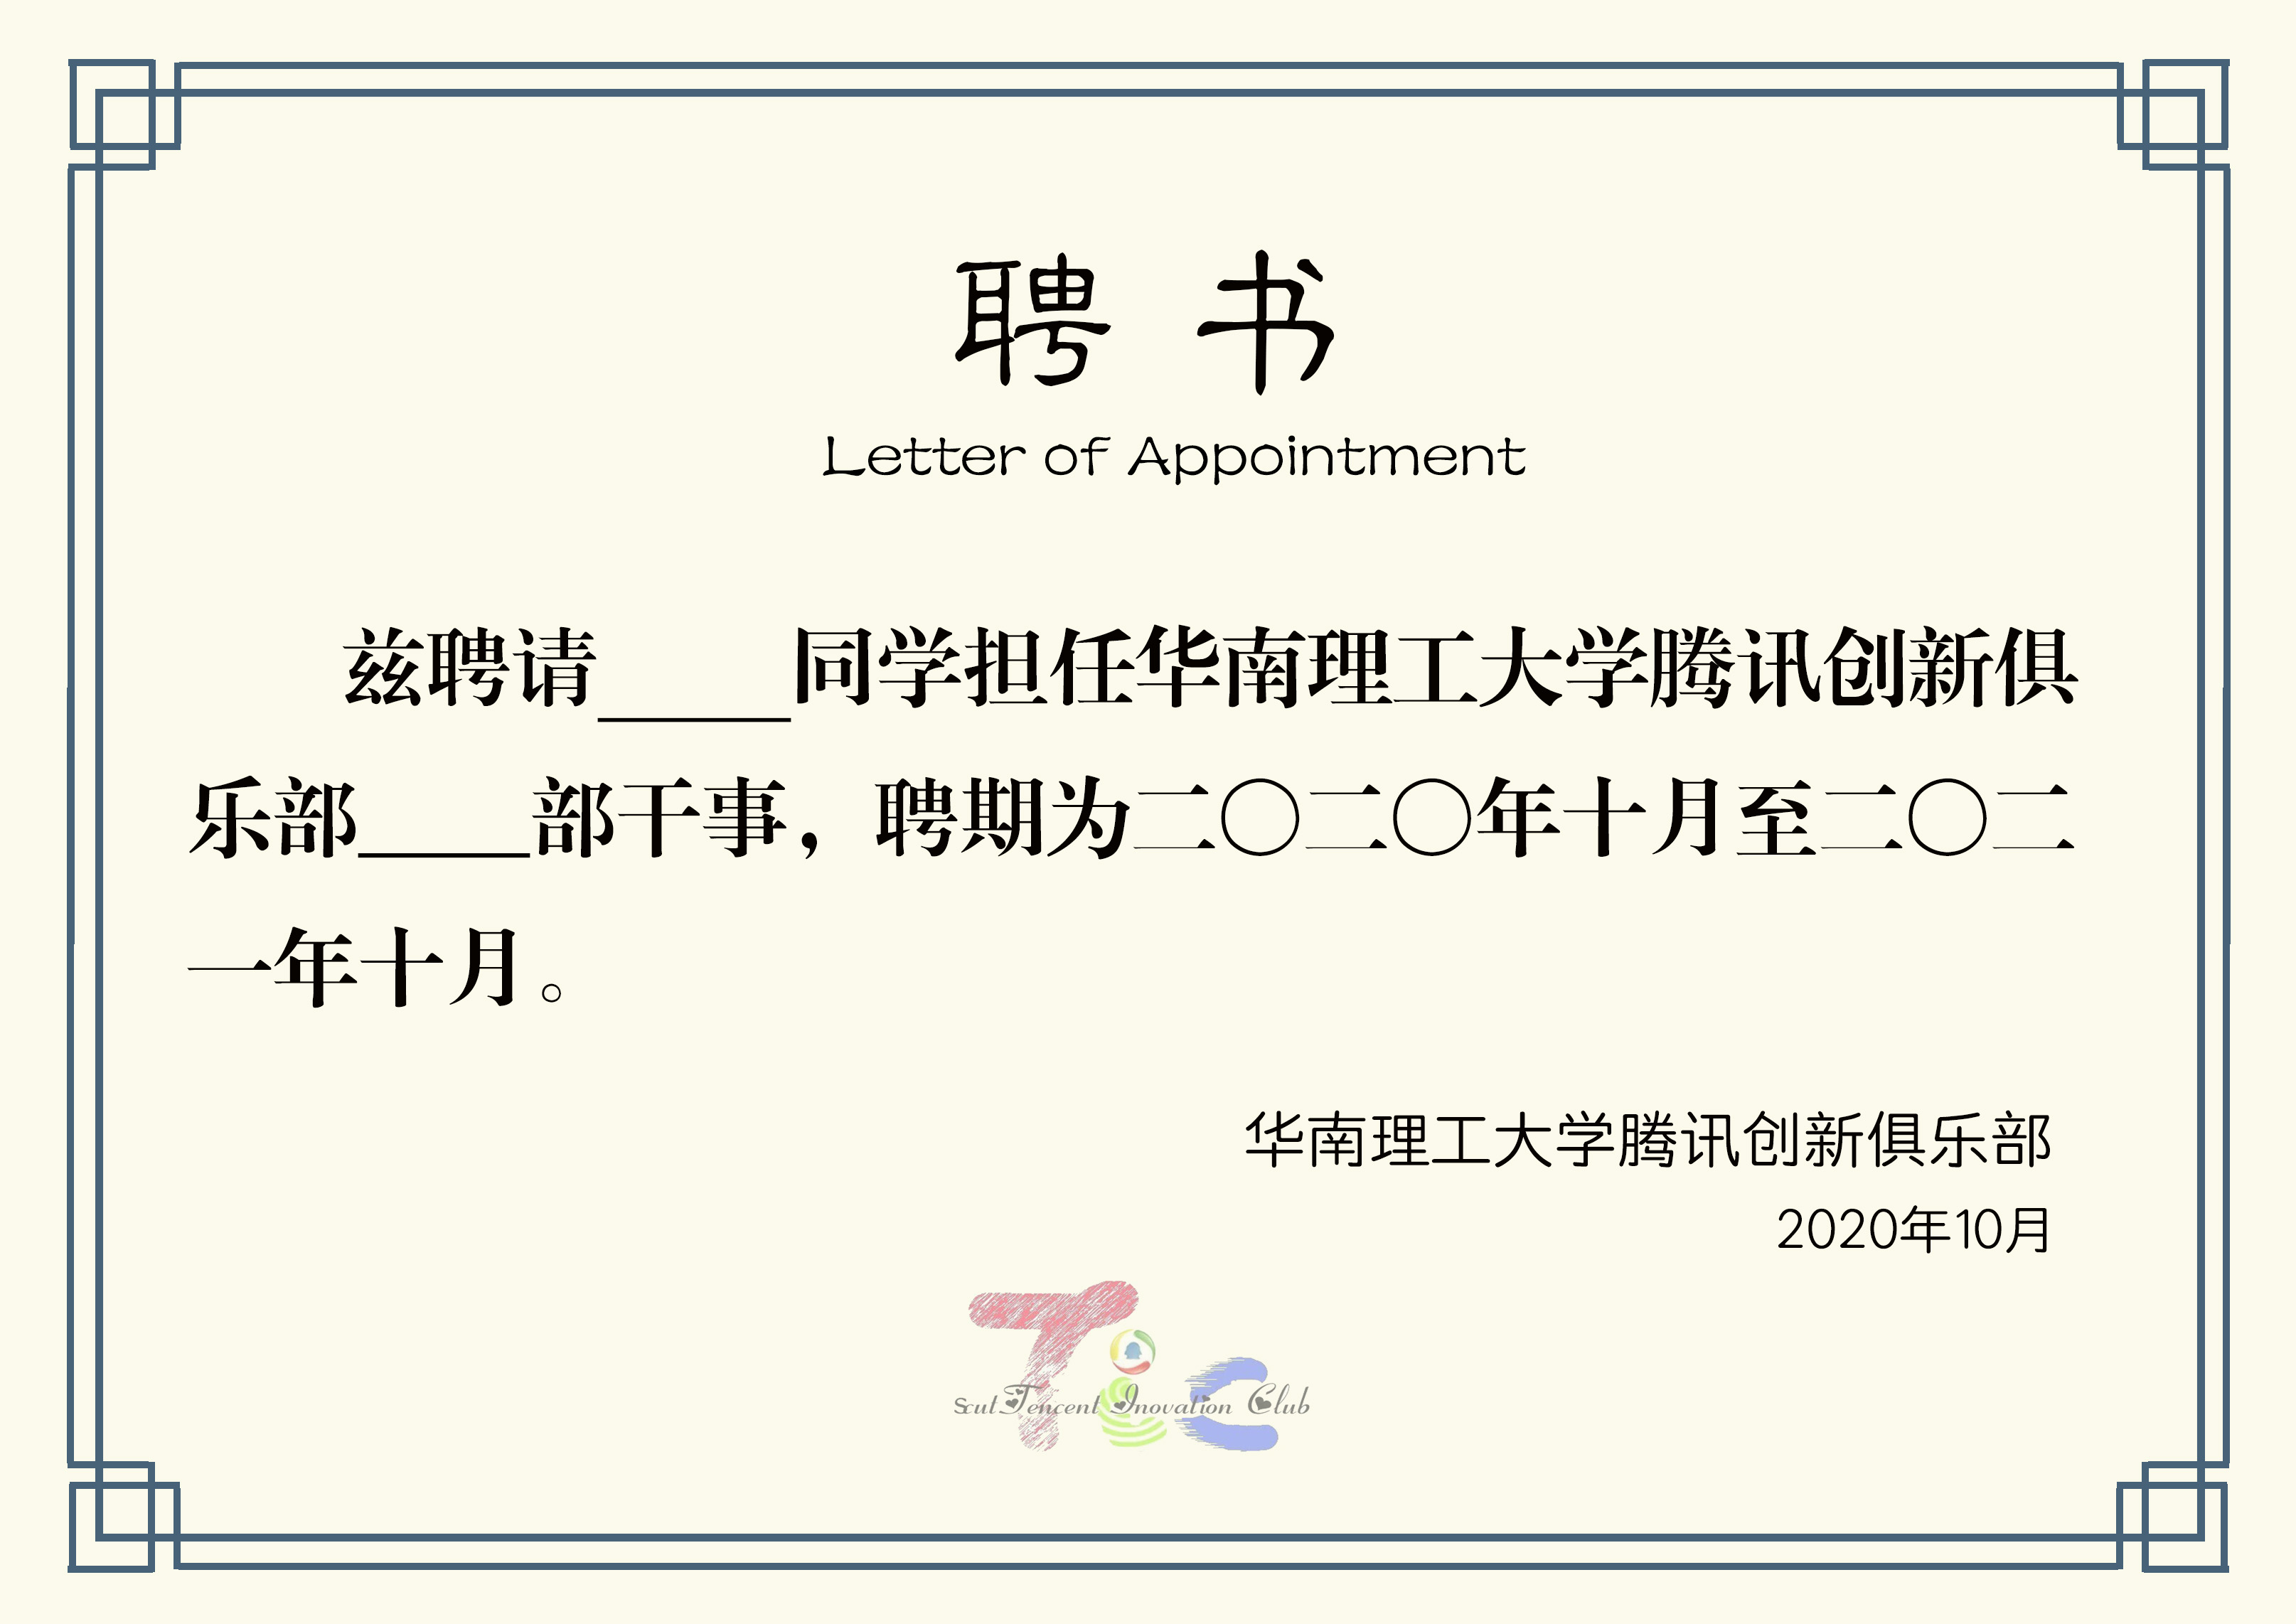 聘 书
Letter of Appointment
兹聘请_____同学担任华南理工大学腾讯创新俱
乐部____部干事，聘期为二〇二〇年十月至二〇二
一年十月。
华南理工大学腾讯创新俱乐部
2020年10月
TIC
Scut Tencent Inovation Club